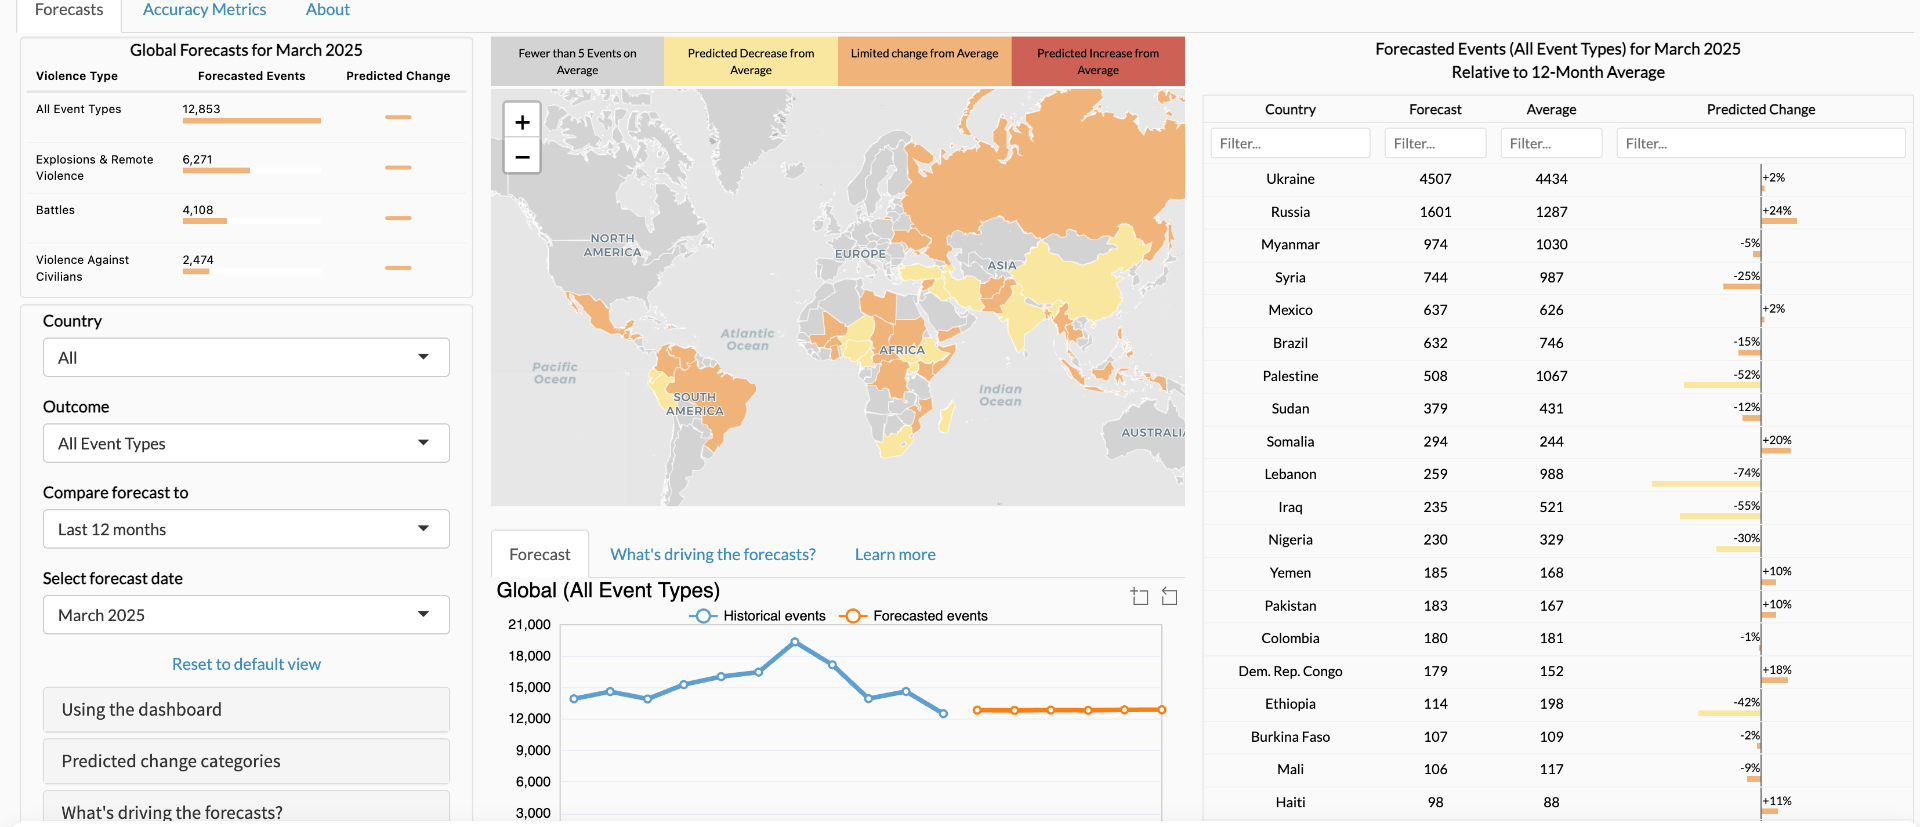 Forecasts
Accuracy Metrics
About
Global Forecasts for March 2025
Violence Type Forecasted Events Predicted Change
All Event Types 12,853
Explosions & Remote Violence 6,271
Battles 4,108
Violence Against Civilians 2,474
Country
All
Outcome
All Event Types
Compare forecast to
Last 12 months
Select forecast date
March 2025
Reset to default view
Using the dashboard
Predicted change categories
What's driving the forecasts?
Fewer than 5 Events on Average
Predicted Decrease from Average
Limited change from Average
Predicted Increase from Average
+
−
NORTH AMERICA
EUROPE
ASIA
Atlantic Ocean
AFRICA
Pacific Ocean
Indian Ocean
SOUTH AMERICA
AUSTRALI
Forecast
What's driving the forecasts?
Learn more
Global (All Event Types)
Historical events
Forecasted events
21,000
18,000
15,000
12,000
9,000
6,000
3,000
Forecasted Events (All Event Types) for March 2025
Relative to 12-Month Average
Country Forecast Average Predicted Change
Filter... Filter... Filter... Filter...
Ukraine 4507 4434 +2%
Russia 1601 1287 +24%
Myanmar 974 1030 -5%
Syria 744 987 -25%
Mexico 637 626 +2%
Brazil 632 746 -15%
Palestine 508 1067 -52%
Sudan 379 431 -12%
Somalia 294 244 +20%
Lebanon 259 988 -74%
Iraq 235 521 -55%
Nigeria 230 329 -30%
Yemen 185 168 +10%
Pakistan 183 167 +10%
Colombia 180 181 -1%
Dem. Rep. Congo 179 152 +18%
Ethiopia 114 198 -42%
Burkina Faso 107 109 -2%
Mali 106 117 -9%
Haiti 98 88 +11%